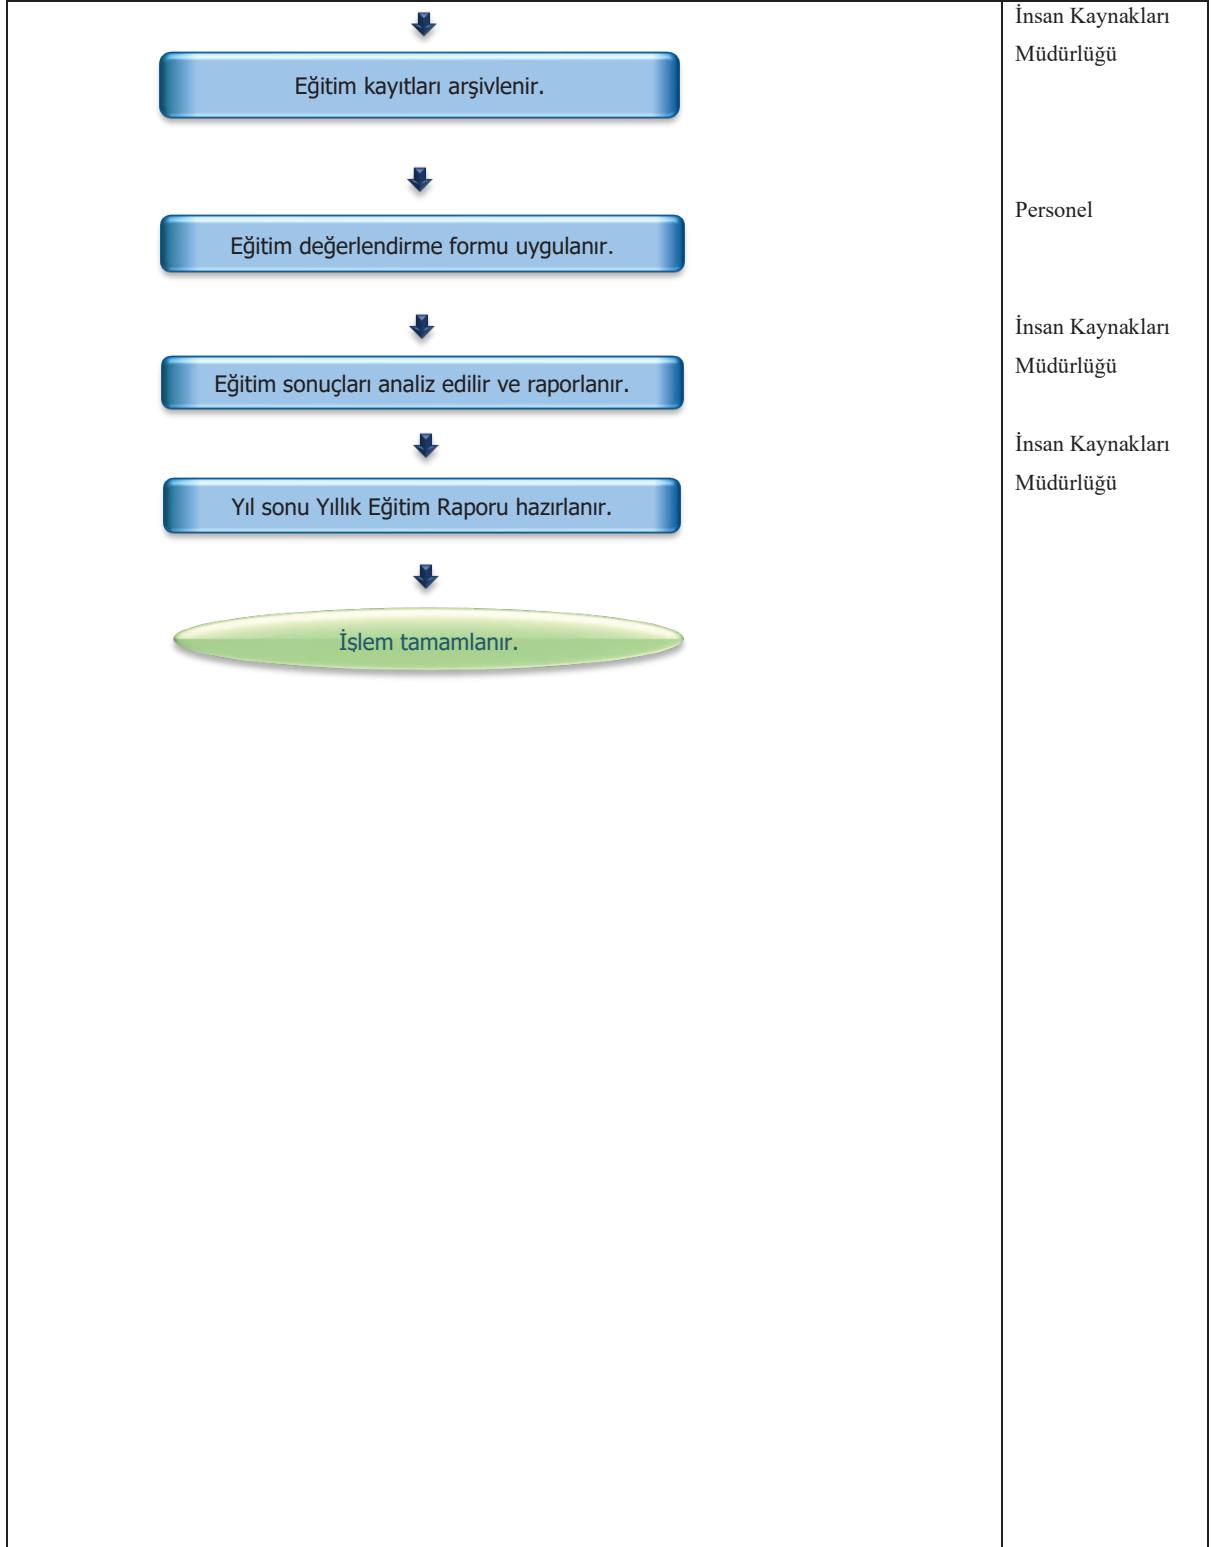 İnsan Kaynakları
Müdürlüğü
Eğitim kayıtları arşivlenir.
Personel
Eğitim değerlendirme formu uygulanır.
İnsan Kaynakları
Müdürlüğü
Eğitim sonuçları analiz edilir ve raporlanır.
İnsan Kaynakları
Müdürlüğü
Yıl sonu Yıllık Eğitim Raporu hazırlanır.
İşlem tamamlanır.